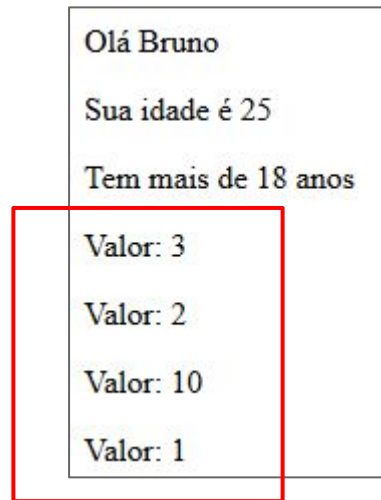 Olá Bruno
Sua idade é 25
Tem mais de 18 anos
Valor: 3
Valor: 2
Valor: 10
Valor: 1